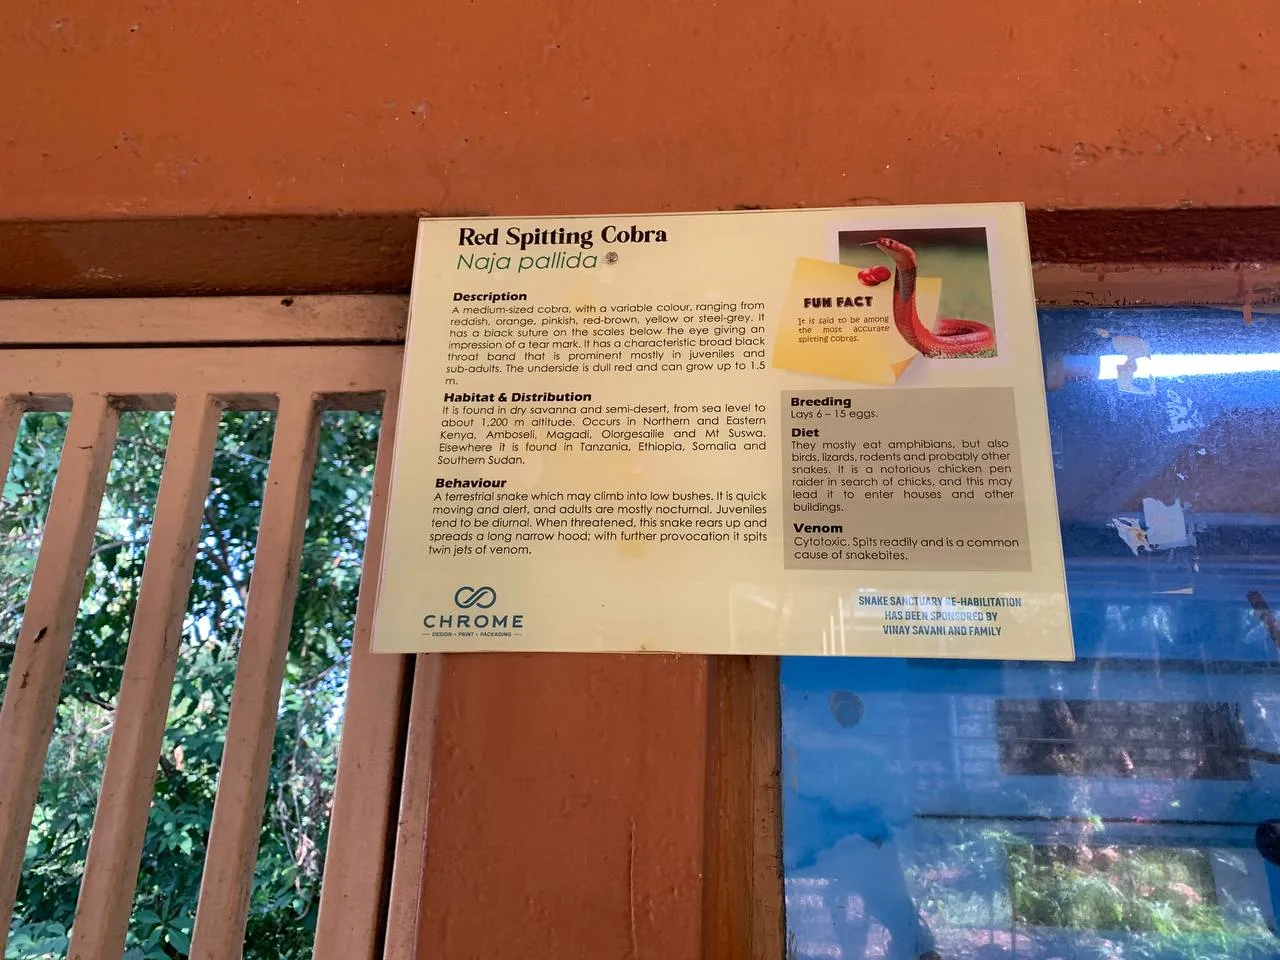 Red Spitting Cobra
Naja pallida
Description
A medium-sized cobra, with a variable colour, ranging from
reddish, orange, pinkish, red-brown, yellow or steel-grey. It
has a black suture on the scales below the eye giving an
impression of a tear mark. It has a characteristic broad black
throat band that is prominent mostly in juveniles and
sub-adults. The underside is dull red and can grow up to 1.5
m.
Habitat & Distribution
It is found in dry savanna and semi-desert, from sea level to
about 1,200 m altitude. Occurs in Northern and Eastern
Kenya, Amboseli, Magadi, Olorgesailie and Mt Suswa.
Elsewhere it is found in Tanzania, Ethiopia, Somalia and
Southern Sudan.
Behaviour
A terrestrial snake which may climb into low bushes. It is quick
moving and alert, and adults are mostly nocturnal. Juveniles
tend to be diurnal. When threatened, this snake rears up and
spreads a long narrow hood; with further provocation it spits
twin jets of venom.
FUN FACT
It is said to be among
the most accurate
spitting cobras.
Breeding
Lays 6 – 15 eggs.
Diet
They mostly eat amphibians, but also
birds, lizards, rodents and probably other
snakes. It is a notorious chicken pen
raider in search of chicks, and this may
lead it to enter houses and other
buildings.
Venom
Cytotoxic. Spits readily and is a common
cause of snakebites.
CHROME
DESIGN • PRINT • PACKAGING
SNAKE SANCTUARY RE-HABILITATION
HAS BEEN SPONSORED BY
VINAY SAVANI AND FAMILY